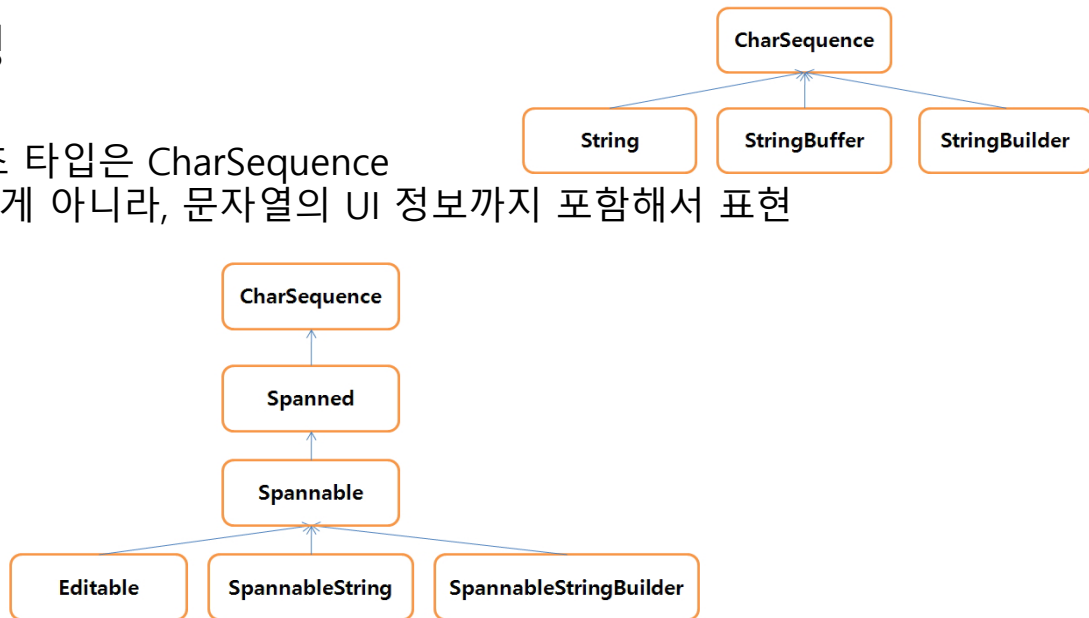 CharSequence
String StringBuffer StringBuilder
타입은 CharSequence
게 아니라, 문자열의 UI 정보까지 포함해서 표현
CharSequence
Spanned
Spannable
Editable SpannableString SpannableStringBuilder